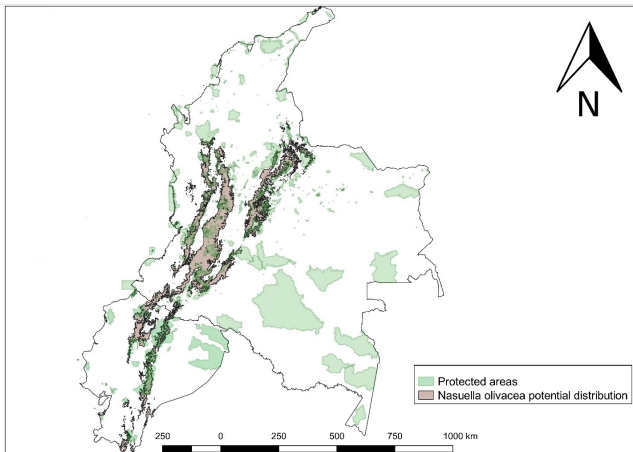 N
Protected areas
Nasuella olivacea potential distribution
250 0 250 500 750 1000 km